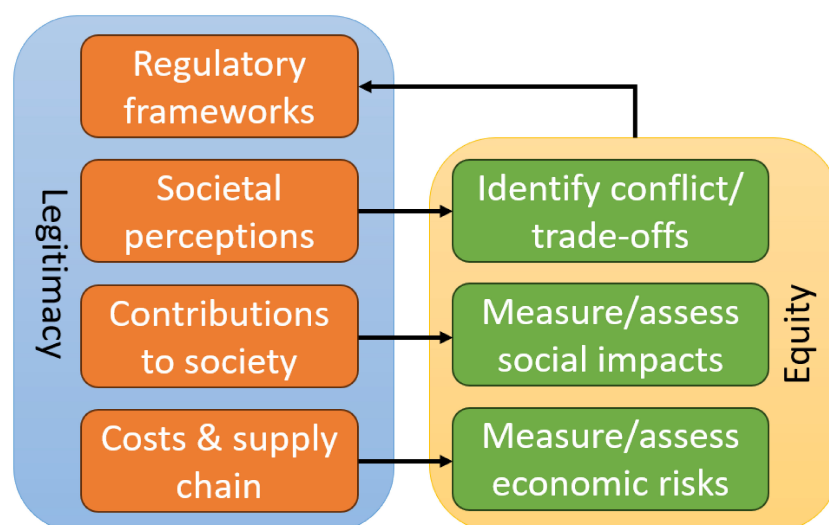 Legitimacy
Regulatory
frameworks
Societal
perceptions
Contributions
to society
Costs & supply
chain
Identify conflict/
trade-offs
Measure/assess
social impacts
Measure/assess
economic risks
Equity